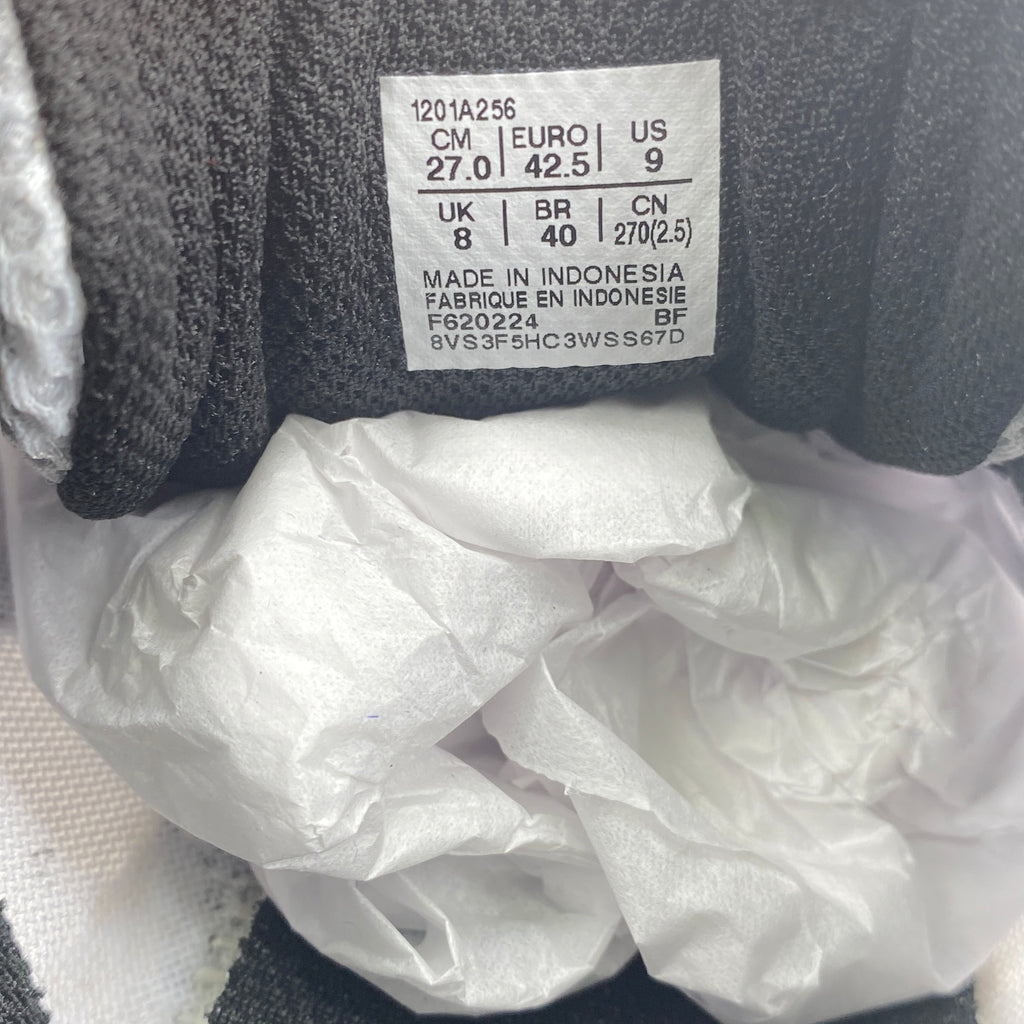 1201A256
CM | EURO | US
27.0 | 42.5 | 9
UK | BR | CN
8 | 40 | 270(2.5)
MADE IN INDONESIA
FABRIQUE EN INDONESIE
F620224 BF
8VS3F5HC3WSS67D